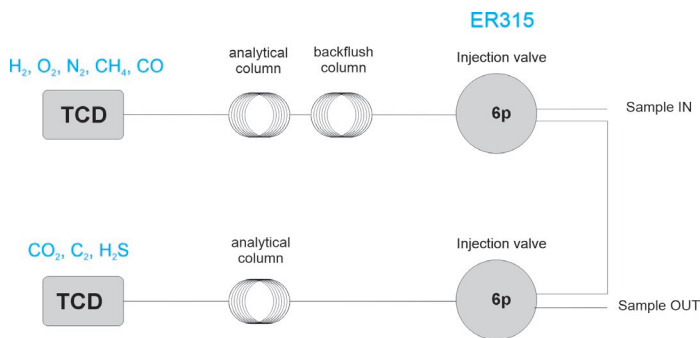 ER315
analytical column
backflush column
Injection valve
H₂, O₂, N₂, CH₄, CO
TCD
6p
Sample IN
CO₂, C₂, H₂S
analytical column
Injection valve
TCD
6p
Sample OUT